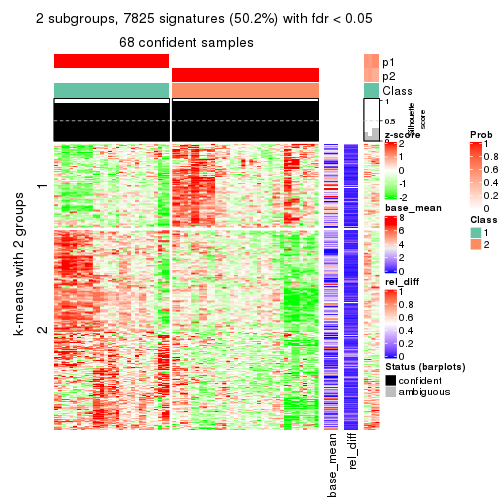 2 subgroups, 7825 signatures (50.2%) with fdr < 0.05
68 confident samples
p1
p2
Class
1
0.5
0
Silhouette
score
k-means with 2 groups
1
2
base_mean
rel_diff
z-score
2
1
0
-1
-2
base_mean
8
6
4
2
0
rel_diff
1
0.8
0.6
0.4
0.2
0
Status (barplots)
confident
ambiguous
Prob
1
0.8
0.6
0.4
0.2
0
Class
1
2